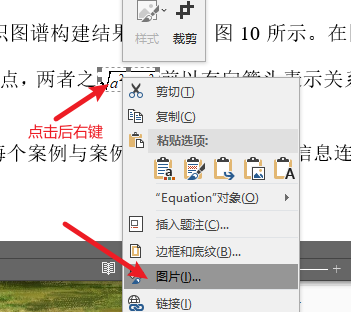 样式 裁剪
识图谱构建结果 图 10 所示。在图
点，两者之 前以有向箭头表示关系
点击后右键
剪切(T)
复制(C)
粘贴选项:
每个案例与案例 信息连
"Equation"对象(O)
插入题注(C)...
边框和底纹(B)...
图片(I)...
链接(I)